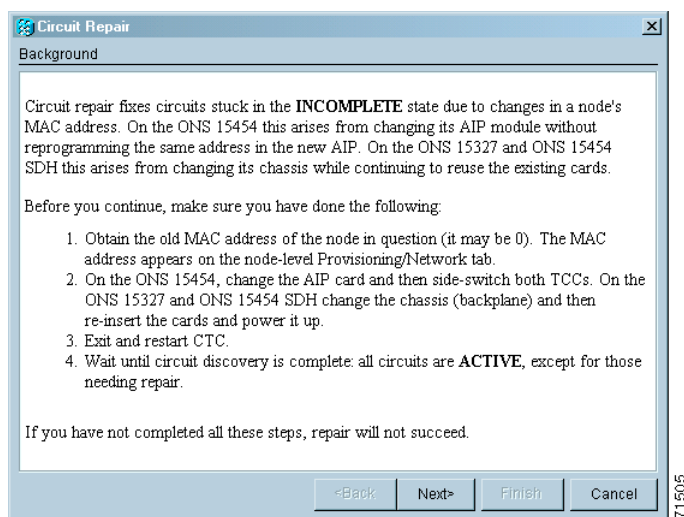 Circuit Repair
Background
Circuit repair fixes circuits stuck in the INCOMPLETE state due to changes in a node's
MAC address. On the ONS 15454 this arises from changing its AIP module without
reprogramming the same address in the new AIP. On the ONS 15327 and ONS 15454
SDH this arises from changing its chassis while continuing to reuse the existing cards.
Before you continue, make sure you have done the following:
1. Obtain the old MAC address of the node in question (it may be 0). The MAC
address appears on the node-level Provisioning/Network tab.
2. On the ONS 15454, change the AIP card and then side-switch both TCCs. On the
ONS 15327 and ONS 15454 SDH change the chassis (backplane) and then
re-insert the cards and power it up.
3. Exit and restart CTC.
4. Wait until circuit discovery is complete: all circuits are ACTIVE, except for those
needing repair.
If you have not completed all these steps, repair will not succeed.
<Back Next> Finish Cancel
71505